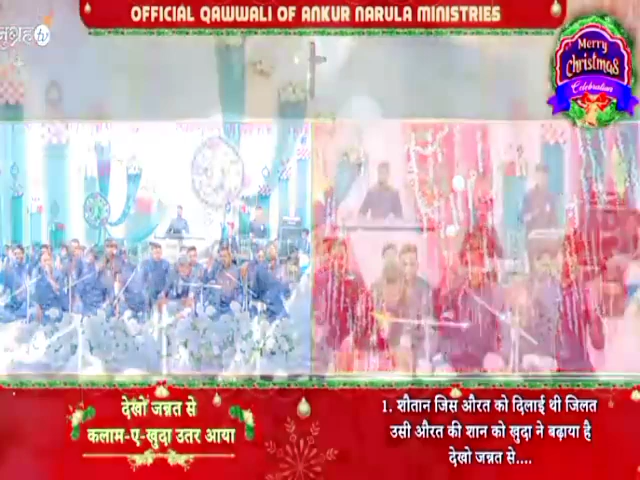 OFFICIAL QAWWALI OF ANKUR NARULA MINISTRIES
Merry
Christmas
Celebration
tv
देखो जन्नत से
कलाम-ए-खुदा उतर आया
1. शैतान जिस औरत को दिलाई थी जिलत
उसी औरत की शान को खुदा ने बढ़ाया है
देखो जन्नत से....